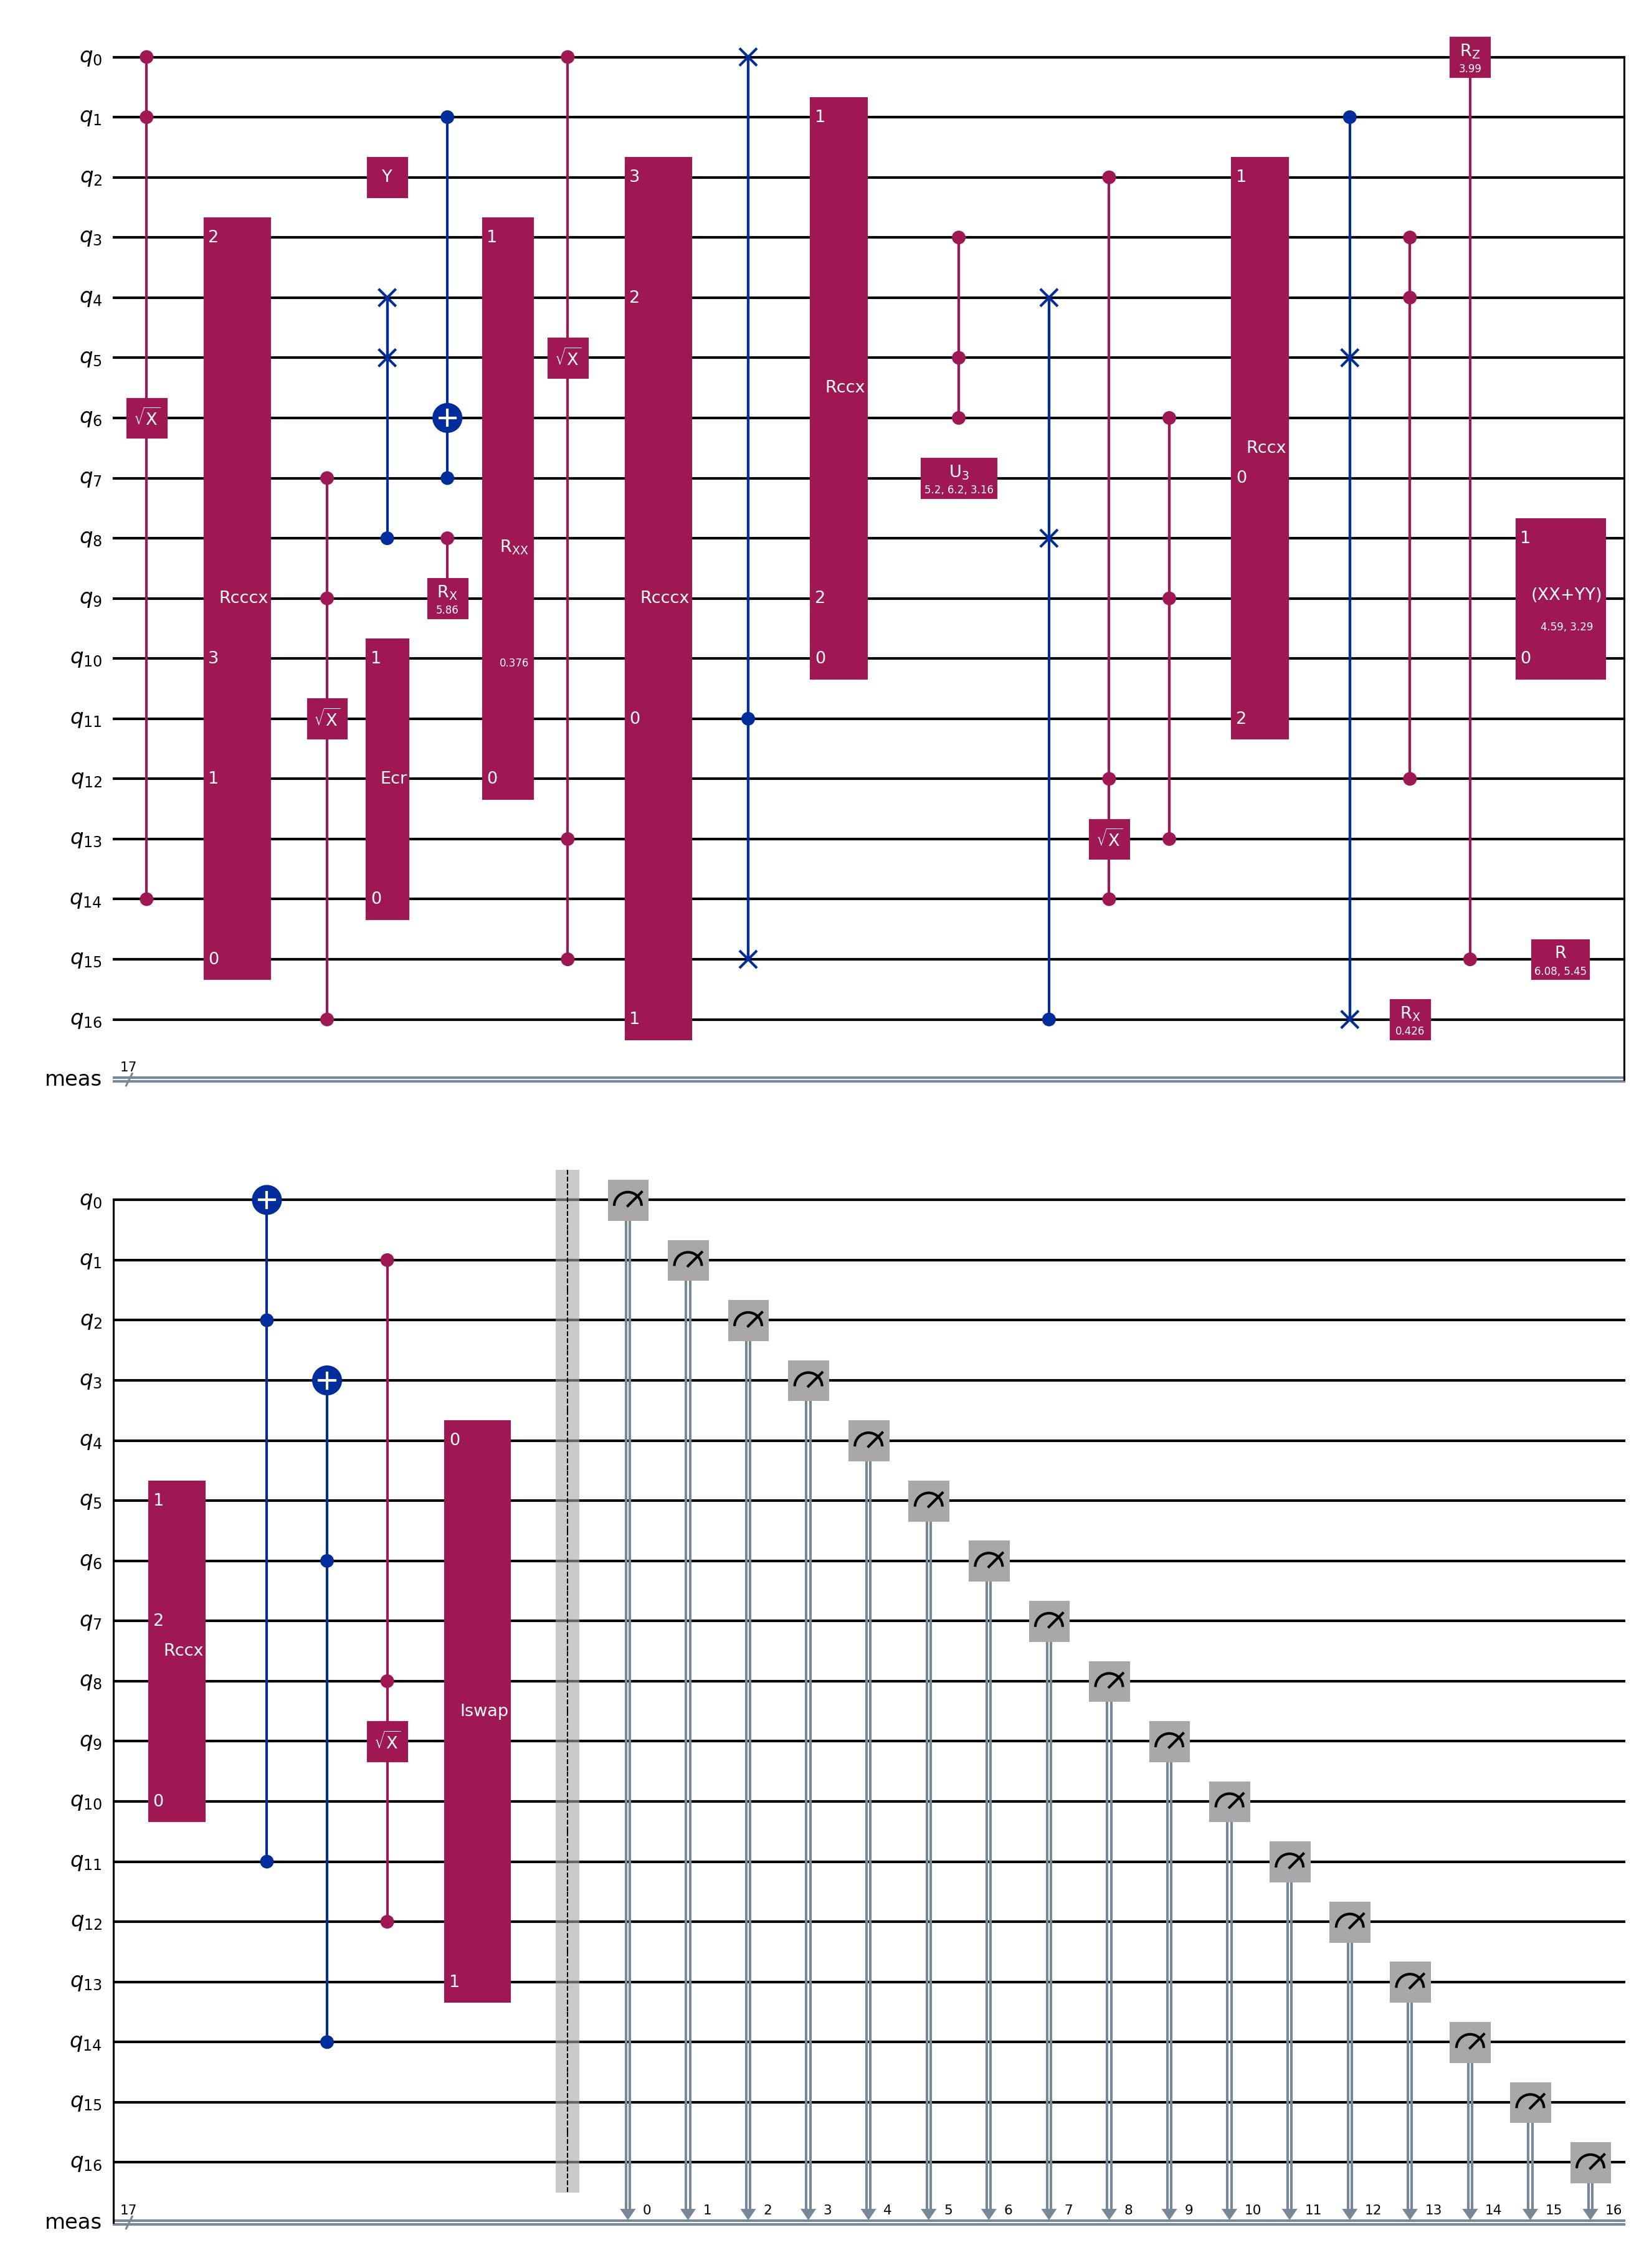 q0
R_Z
3.99
q1
1
q2
Y
3
1
q3
2
1
q4
2
q5
√X
Rccx
q6
√X
Rccx
q7
U3
5.2, 6.2, 3.16
0
q8
R_XX
1
q9
Rcccx
R_X
5.86
Rcccx
2
(XX+YY)
4.59, 3.29
q10
3
1
0.376
0
0
q11
√X
0
2
q12
1
Ecr
0
q13
√X
q14
0
q15
0
R
6.08, 5.45
q16
1
R_X
0.426
meas
17
q0
q1
q2
q3
q4
0
q5
1
q6
q7
2
Rccx
q8
Iswap
q9
√X
q10
0
q11
q12
q13
1
q14
q15
q16
meas
17
0 1 2 3 4 5 6 7 8 9 10 11 12 13 14 15 16